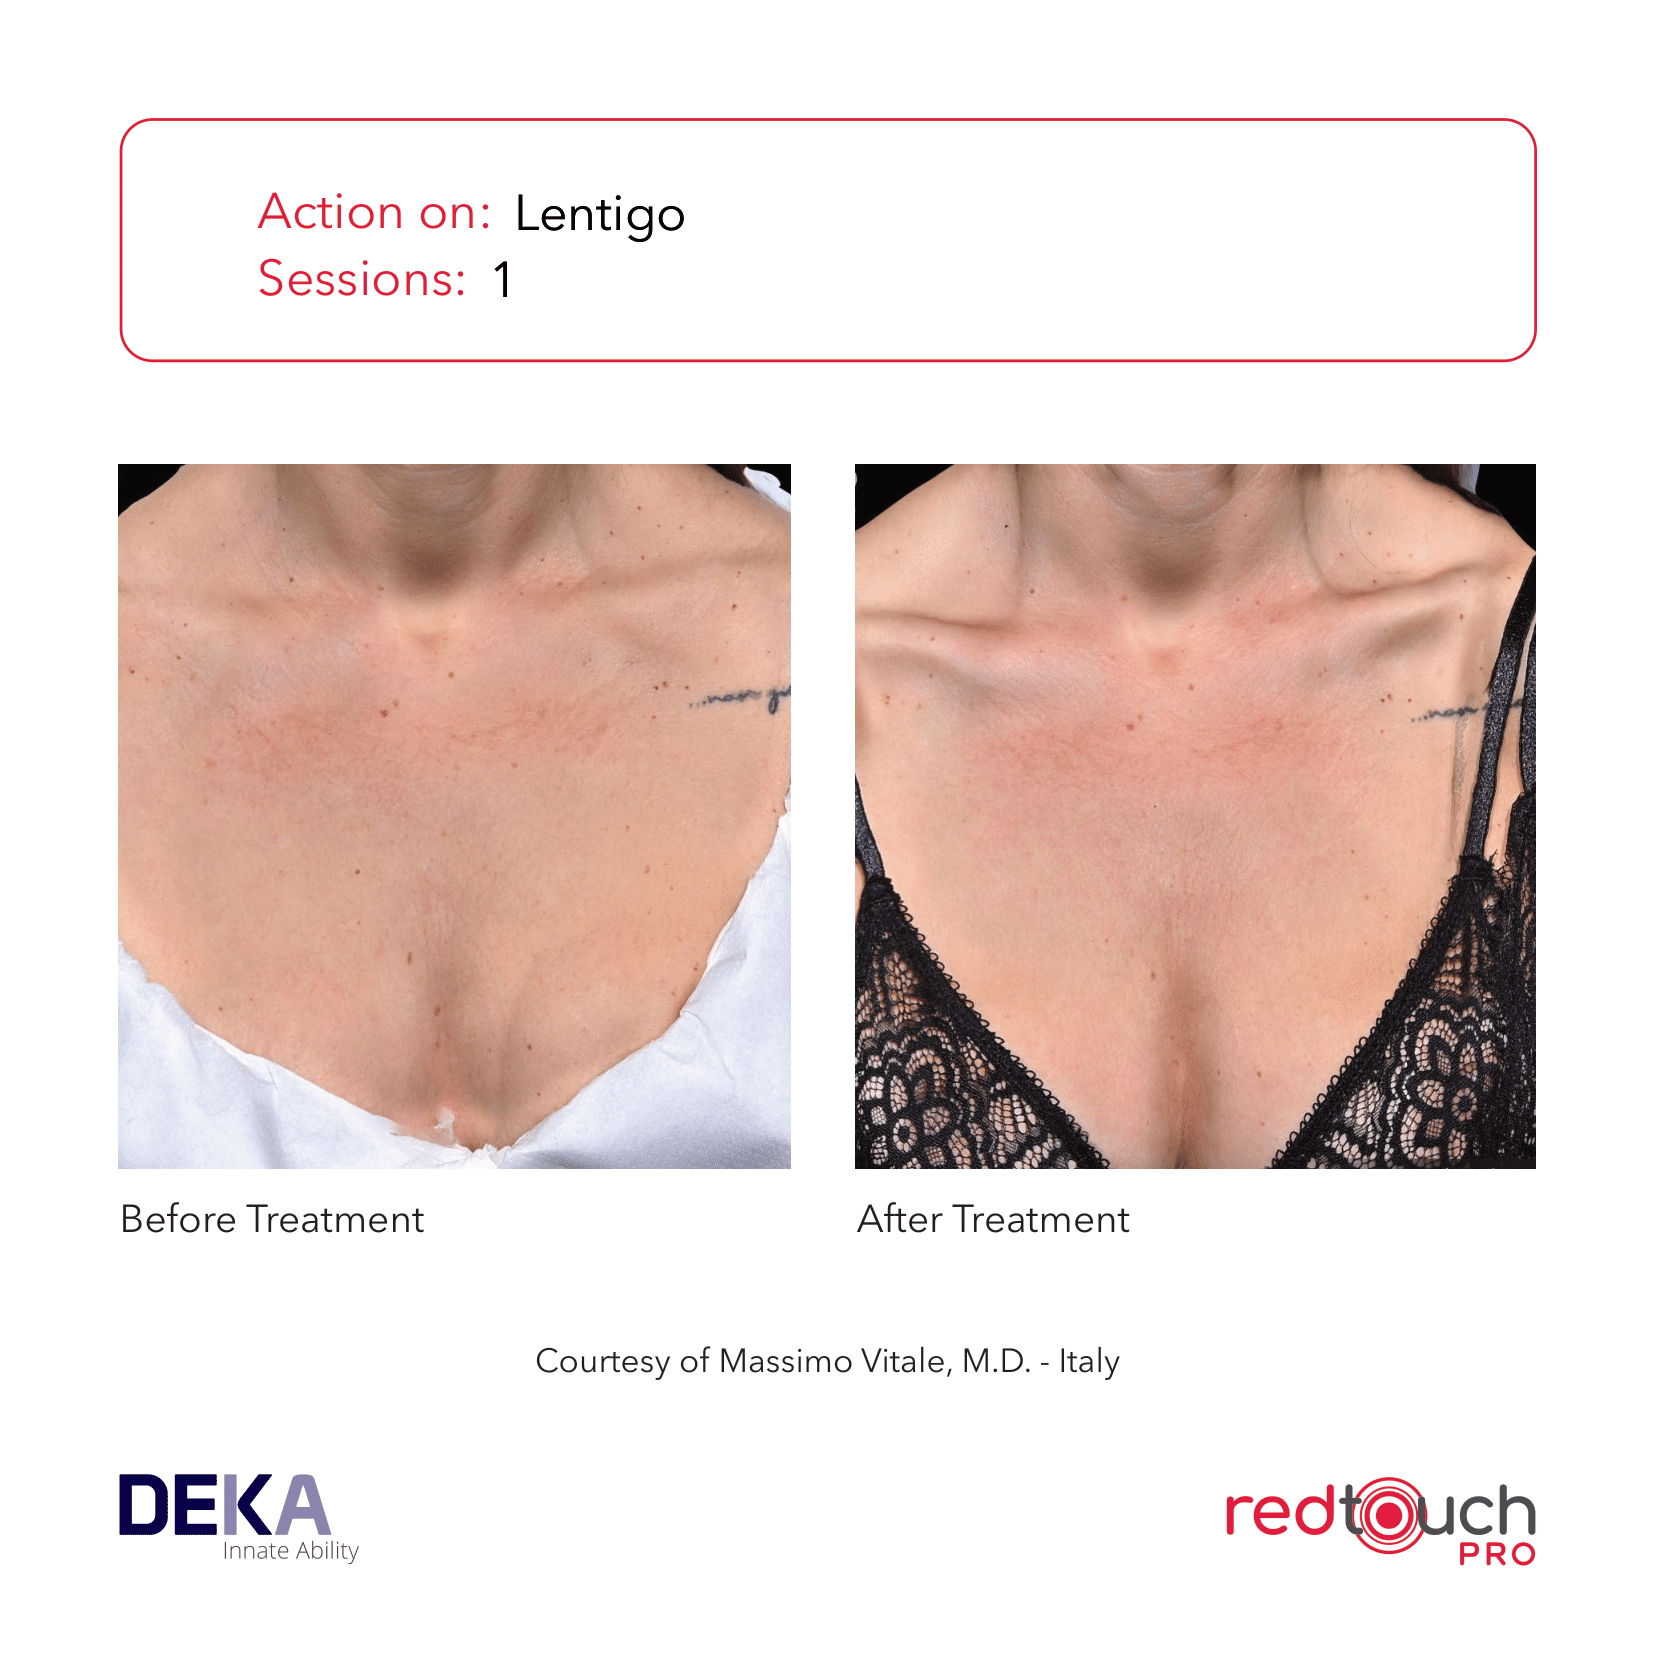 Action on: Lentigo
Sessions: 1
...non
Before Treatment
After Treatment
Courtesy of Massimo Vitale, M.D. - Italy
DEKA
Innate Ability
redtouch
PRO